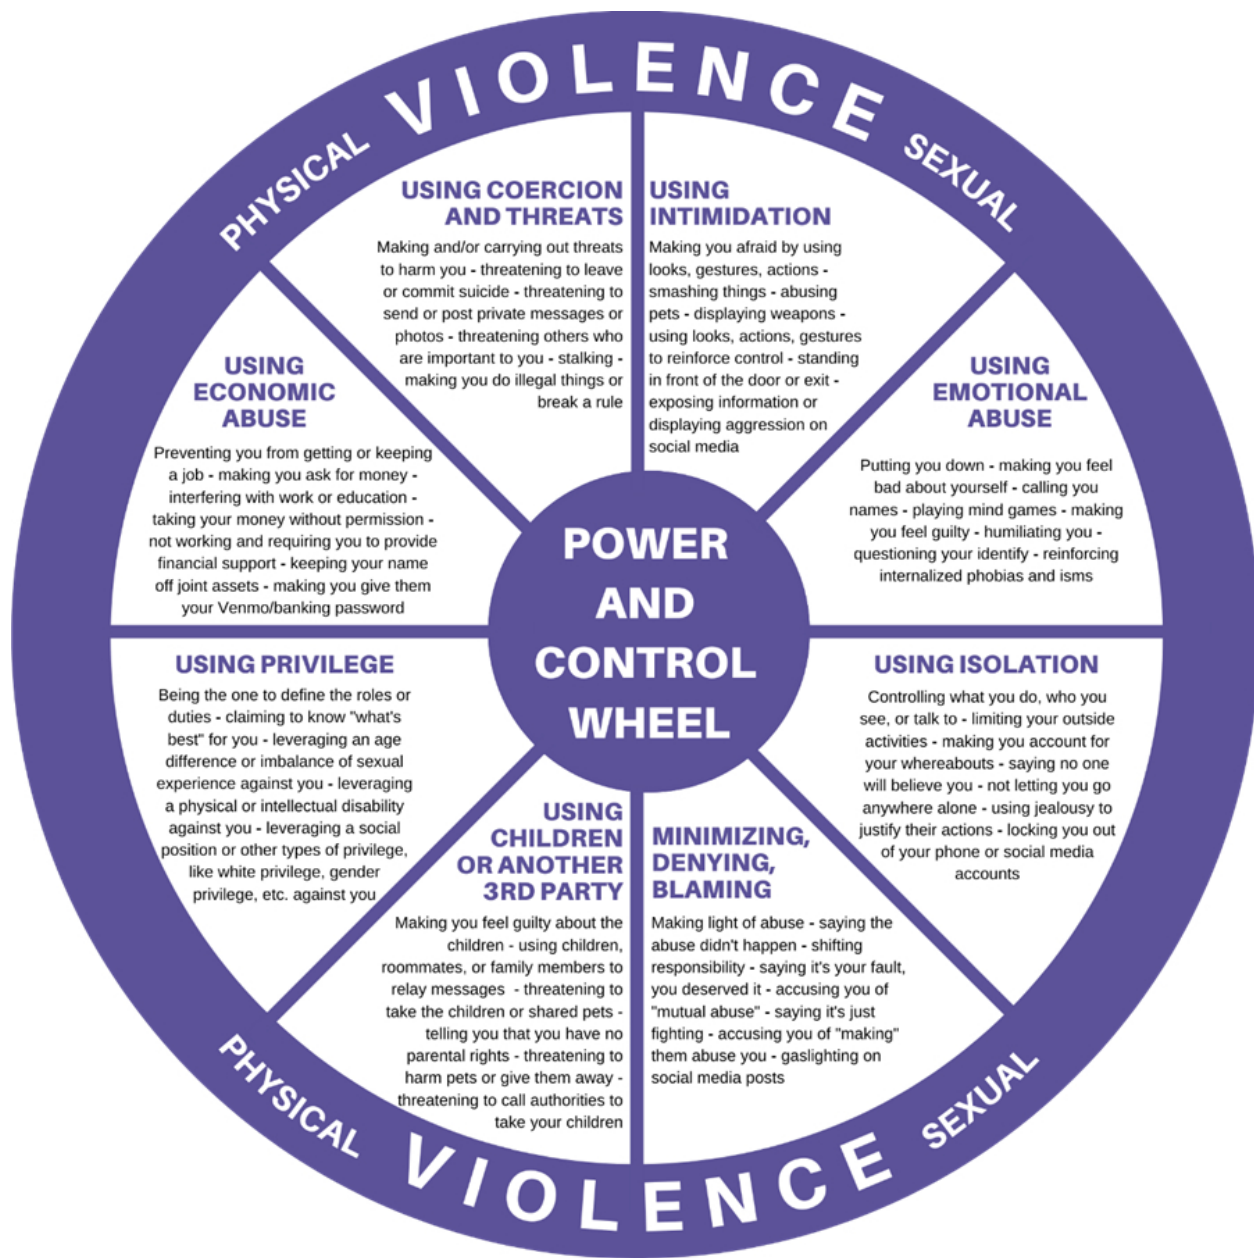 PHYSICAL VIOLENCE SEXUAL
USING COERCION
AND THREATS
Making and/or carrying out threats
to harm you - threatening to leave
or commit suicide - threatening to
send or post private messages or
photos - threatening others who
are important to you - stalking -
making you do illegal things or
break a rule
USING
INTIMIDATION
Making you afraid by using
looks, gestures, actions -
smashing things - abusing
pets - displaying weapons -
using looks, actions, gestures
to reinforce control - standing
in front of the door or exit -
exposing information or
displaying aggression on
social media
USING
ECONOMIC
ABUSE
Preventing you from getting or keeping
a job - making you ask for money -
interfering with work or education -
taking your money without permission -
not working and requiring you to provide
financial support - keeping your name
off joint assets - making you give them
your Venmo/banking password
USING
EMOTIONAL
ABUSE
Putting you down - making you feel
bad about yourself - calling you
names - playing mind games - making
you feel guilty - humiliating you -
questioning your identify - reinforcing
internalized phobias and isms
POWER
AND
CONTROL
WHEEL
USING PRIVILEGE
Being the one to define the roles or
duties - claiming to know "what's
best" for you - leveraging an age
difference or imbalance of sexual
experience against you - leveraging
a physical or intellectual disability
against you - leveraging a social
position or other types of privilege,
like white privilege, gender
privilege, etc. against you
USING ISOLATION
Controlling what you do, who you
see, or talk to - limiting your outside
activities - making you account for
your whereabouts - saying no one
will believe you - not letting you go
anywhere alone - using jealousy to
justify their actions - locking you out
of your phone or social media
accounts
USING
CHILDREN
OR ANOTHER
3RD PARTY
Making you feel guilty about the
children - using children,
roommates, or family members to
relay messages - threatening to
take the children or shared pets -
telling you that you have no
parental rights - threatening to
harm pets or give them away -
threatening to call authorities to
take your children
MINIMIZING,
DENYING,
BLAMING
Making light of abuse - saying the
abuse didn't happen - shifting
responsibility - saying it's your fault,
you deserved it - accusing you of
"mutual abuse" - saying it's just
fighting - accusing you of "making"
them abuse you - gaslighting on
social media posts
PHYSICAL VIOLENCE SEXUAL